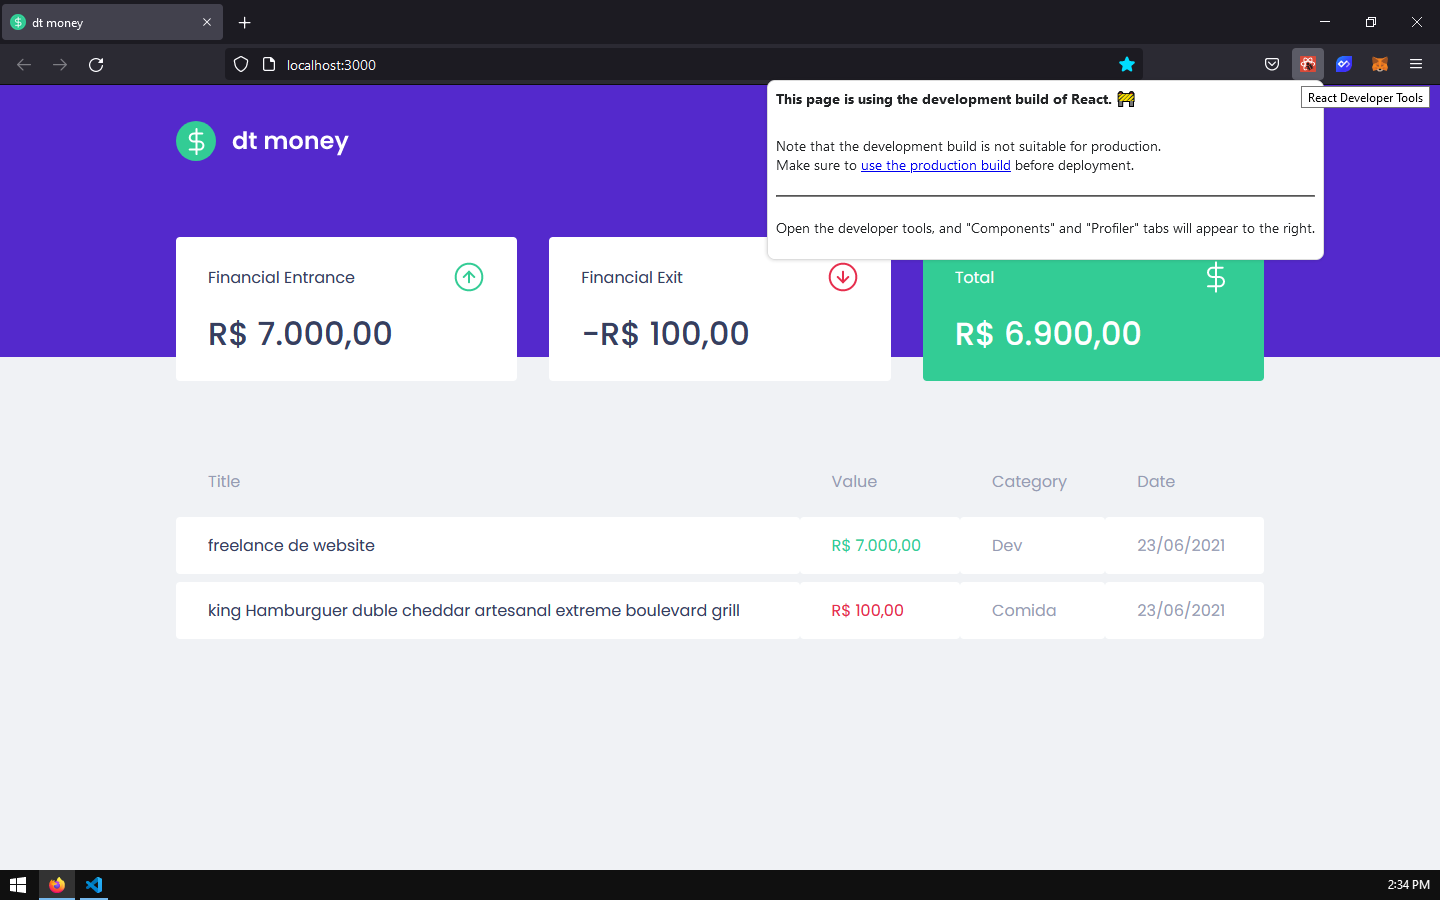 dt money
localhost:3000
This page is using the development build of React. 🚧
React Developer Tools
Note that the development build is not suitable for production.
Make sure to use the production build before deployment.
Open the developer tools, and "Components" and "Profiler" tabs will appear to the right.
dt money
Financial Entrance
R$ 7.000,00
Financial Exit
-R$ 100,00
Total
R$ 6.900,00
Title Value Category Date
freelance de website R$ 7.000,00 Dev 23/06/2021
king Hamburguer duble cheddar artesanal extreme boulevard grill R$ 100,00 Comida 23/06/2021
2:34 PM